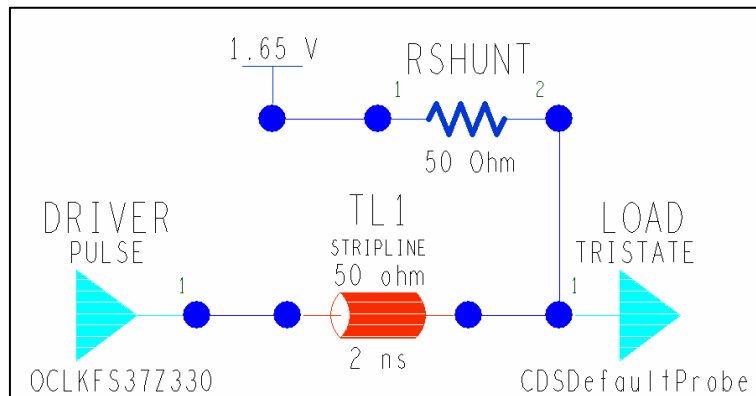 1.65 V
RSHUNT
1
2
50 Ohm
DRIVER
PULSE
TL1
STRIPLINE
50 ohm
LOAD
TRISTATE
1
1
2 ns
OCLKFS37Z330
CDSDefaultProbe